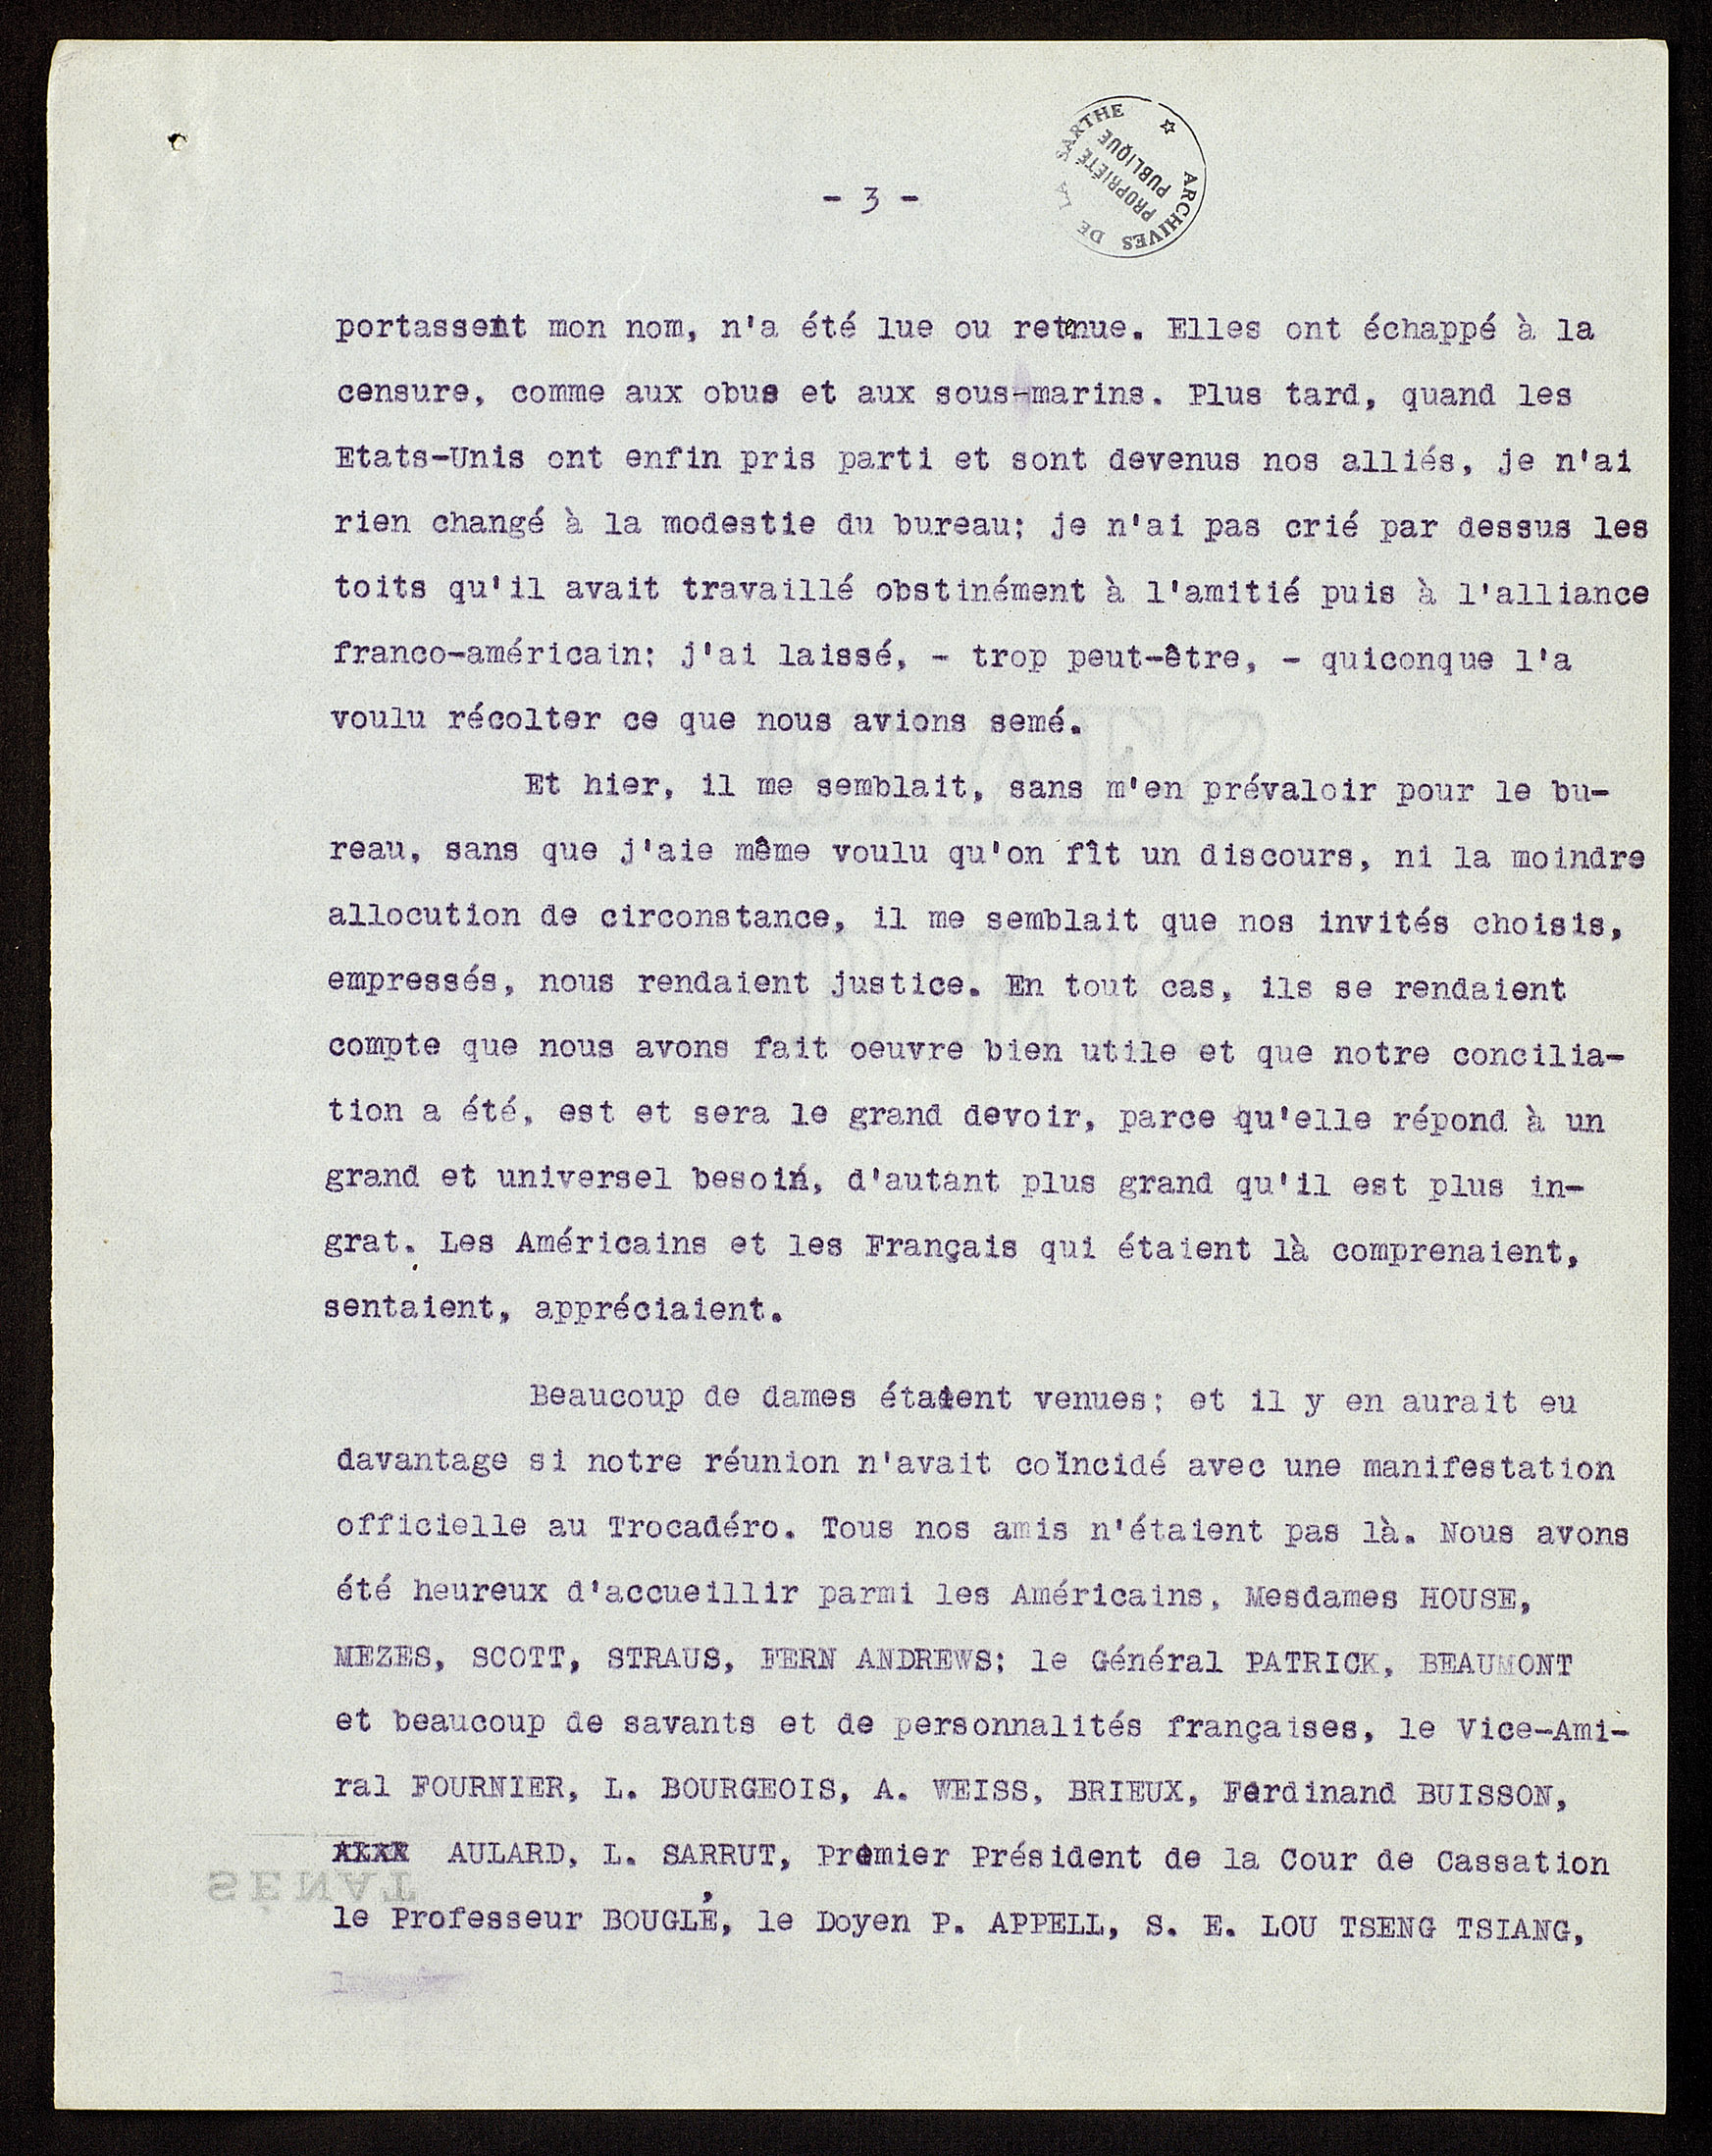 ARCHIVES DE LA SARTHE
PROPRIÉTÉ
PUBLIQUE
- 3 -
portassent mon nom, n'a été lue ou retenue. Elles ont échappé à la
censure, comme aux obus et aux sous-marins. Plus tard, quand les
Etats-Unis ont enfin pris parti et sont devenus nos alliés, je n'ai
rien changé à la modestie du bureau; je n'ai pas crié par dessus les
toits qu'il avait travaillé obstinément à l'amitié puis à l'alliance
franco-américain; j'ai laissé, - trop peut-être, - quiconque l'a
voulu récolter ce que nous avions semé.
Et hier, il me semblait, sans m'en prévaloir pour le bu-
reau, sans que j'aie même voulu qu'on fît un discours, ni la moindre
allocution de circonstance, il me semblait que nos invités choisis,
empressés, nous rendaient justice. En tout cas, ils se rendaient
compte que nous avons fait oeuvre bien utile et que notre concilia-
tion a été, est et sera le grand devoir, parce qu'elle répond à un
grand et universel besoin, d'autant plus grand qu'il est plus in-
grat. Les Américains et les Français qui étaient là comprenaient,
sentaient, appréciaient.
Beaucoup de dames étaient venues; et il y en aurait eu
davantage si notre réunion n'avait coïncidé avec une manifestation
officielle au Trocadéro. Tous nos amis n'étaient pas là. Nous avons
été heureux d'accueillir parmi les Américains, Mesdames HOUSE,
MEZES, SCOTT, STRAUS, FERN ANDREWS; le Général PATRICK, BEAUMONT
et beaucoup de savants et de personnalités françaises, le Vice-Ami-
ral FOURNIER, L. BOURGEOIS, A. WEISS, BRIEUX, Ferdinand BUISSON,
AULARD, L. SARRUT, Premier Président de la Cour de Cassation
le Professeur BOUGLÉ, le Doyen P. APPELL, S. E. LOU TSENG TSIANG,
SÉNAT